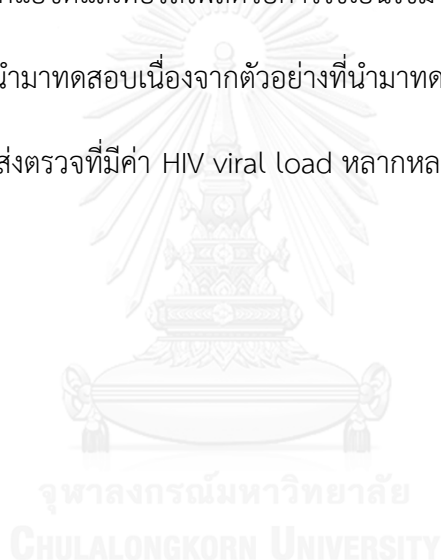 นำมาทดสอบเนื่องจากตัวอย่างที่นำมาทด
ส่งตรวจที่มีค่า HIV viral load หลากหล
จุฬาลงกรณ์มหาวิทยาลัย
CHULALONGKORN UNIVERSITY